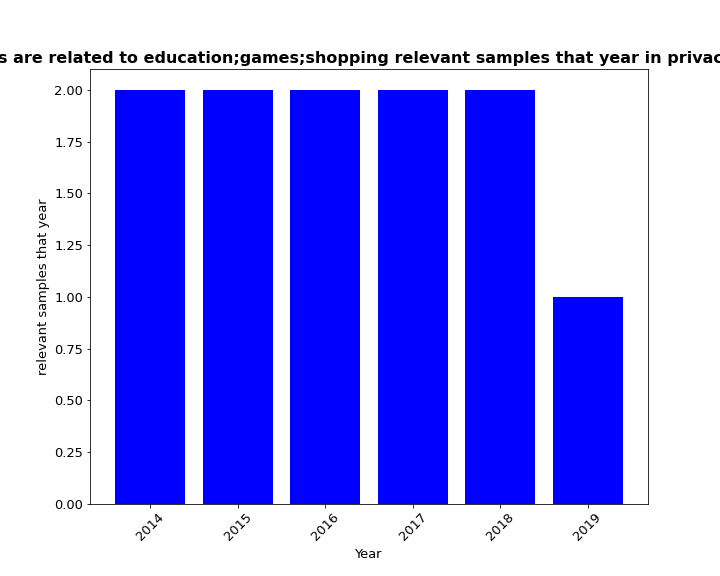 s are related to education;games;shopping relevant samples that year in privac
relevant samples that year
2.00
1.75
1.50
1.25
1.00
0.75
0.50
0.25
0.00
2014 2015 2016 2017 2018 2019
Year